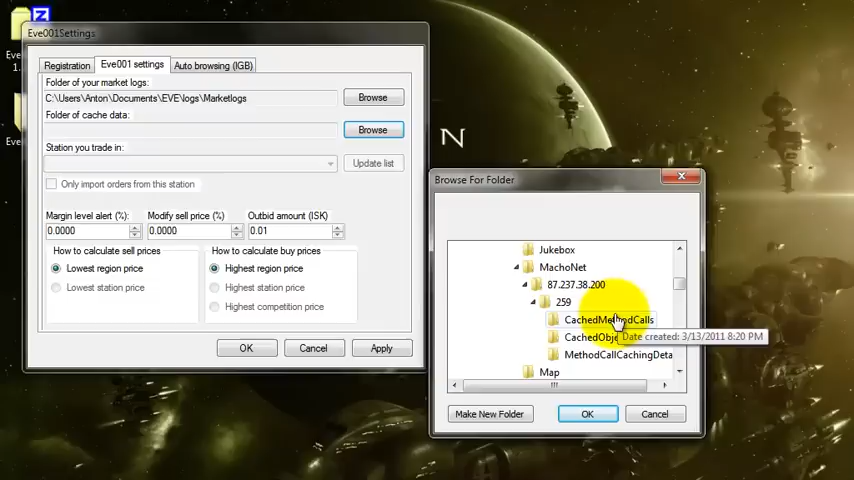 Eve
1.
Eve
Eve001Settings
Registration
Eve001 settings
Auto browsing (IGB)
Folder of your market logs:
C:\Users\Anton\Documents\EVE\logs\Marketlogs
Browse
Folder of cache data:
Browse
Station you trade in:
Update list
Only import orders from this station
Margin level alert (%):
Modify sell price (%):
Outbid amount (ISK)
0.0000
0.0000
0.01
How to calculate sell prices
How to calculate buy prices
Lowest region price
Highest region price
Lowest station price
Highest station price
Highest competition price
OK
Cancel
Apply
N
Browse For Folder
Jukebox
MachoNet
87.237.38.200
259
CachedMethodCalls
CachedObje
Date created: 3/13/2011 8:20 PM
MethodCallCachingDeta
Map
Make New Folder
OK
Cancel